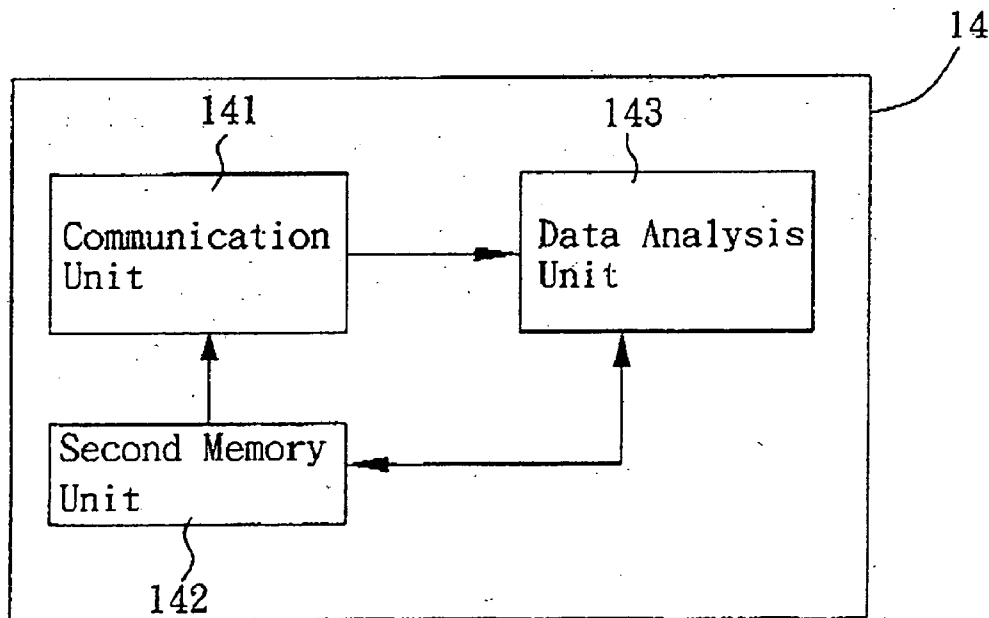 14
141
143
Communication
Unit
Data Analysis
Unit
Second Memory
Unit
142